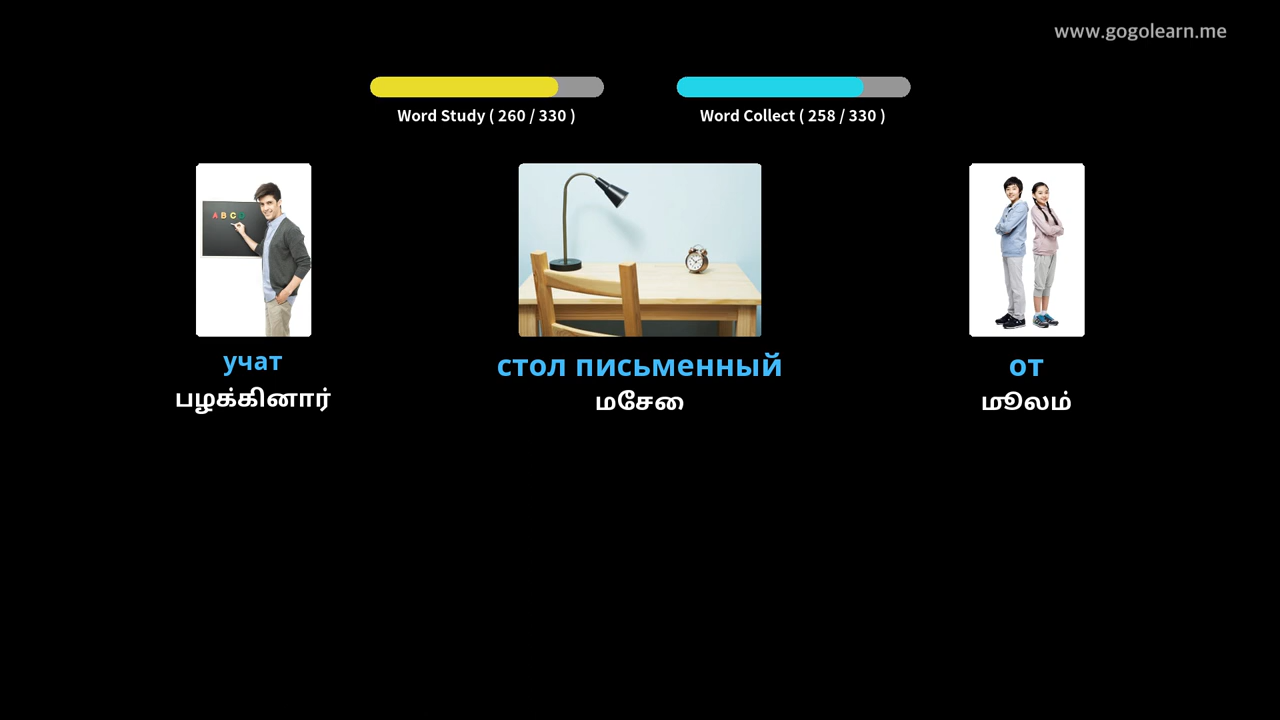 www.gogolearn.me
Word Study ( 260 / 330 )
Word Collect ( 258 / 330 )
A B C D
учат
стол письменный
от
பழக்கினார்
மசேை
மூலம்